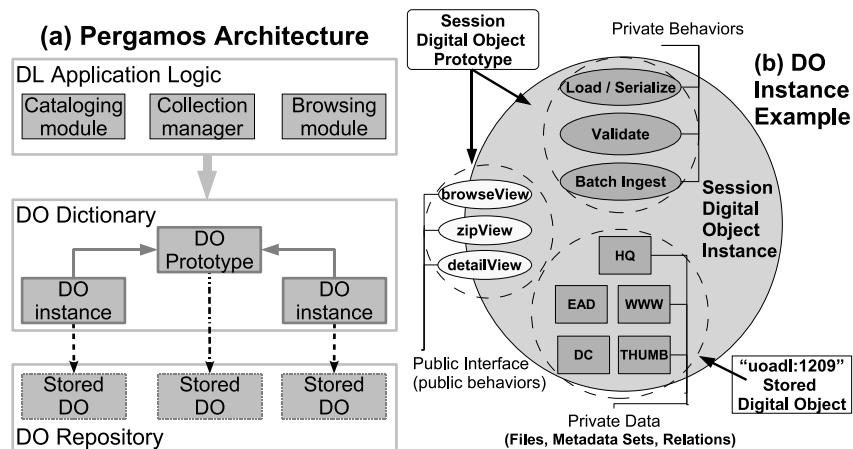 (a) Pergamos Architecture
DL Application Logic
Cataloging
module
Collection
manager
Browsing
module
DO Dictionary
DO
Prototype
DO
instance
DO
instance
Stored
DO
Stored
DO
Stored
DO
DO Repository
Session
Digital Object
Prototype
Private Behaviors
(b) DO
Instance
Example
Load / Serialize
Validate
Batch Ingest
browseView
zipView
detailView
Session
Digital
Object
Instance
HQ
EAD
WWW
DC
THUMB
Public Interface
(public behaviors)
"uoadl:1209"
Stored
Digital Object
Private Data
(Files, Metadata Sets, Relations)